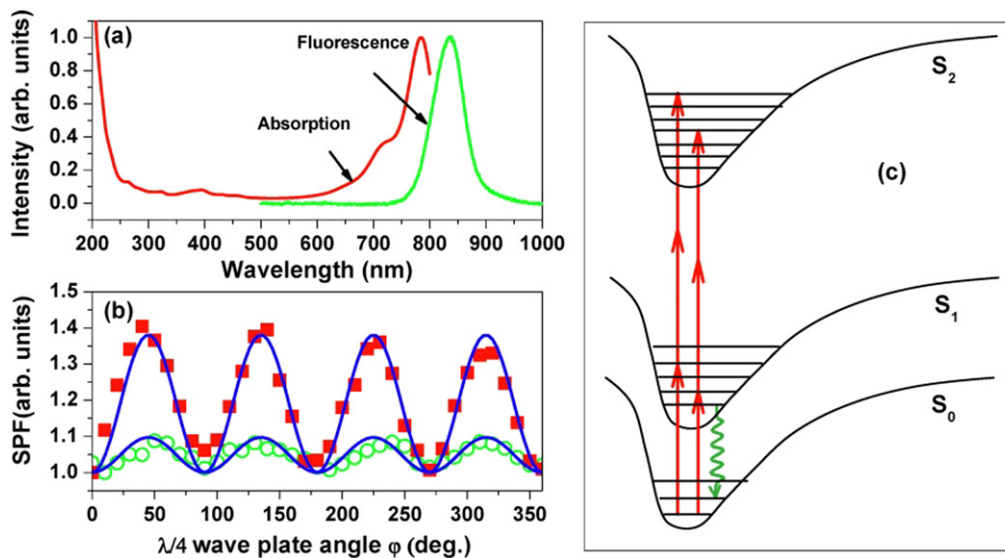 (a)
Fluorescence
Absorption
Intensity (arb. units)
1.0
0.8
0.6
0.4
0.2
0.0
200 300 400 500 600 700 800 900 1000
Wavelength (nm)
(b)
SPF(arb. units)
1.5
1.4
1.3
1.2
1.1
1.0
0 50 100 150 200 250 300 350
λ/4 wave plate angle φ (deg.)
S2
(c)
S1
S0